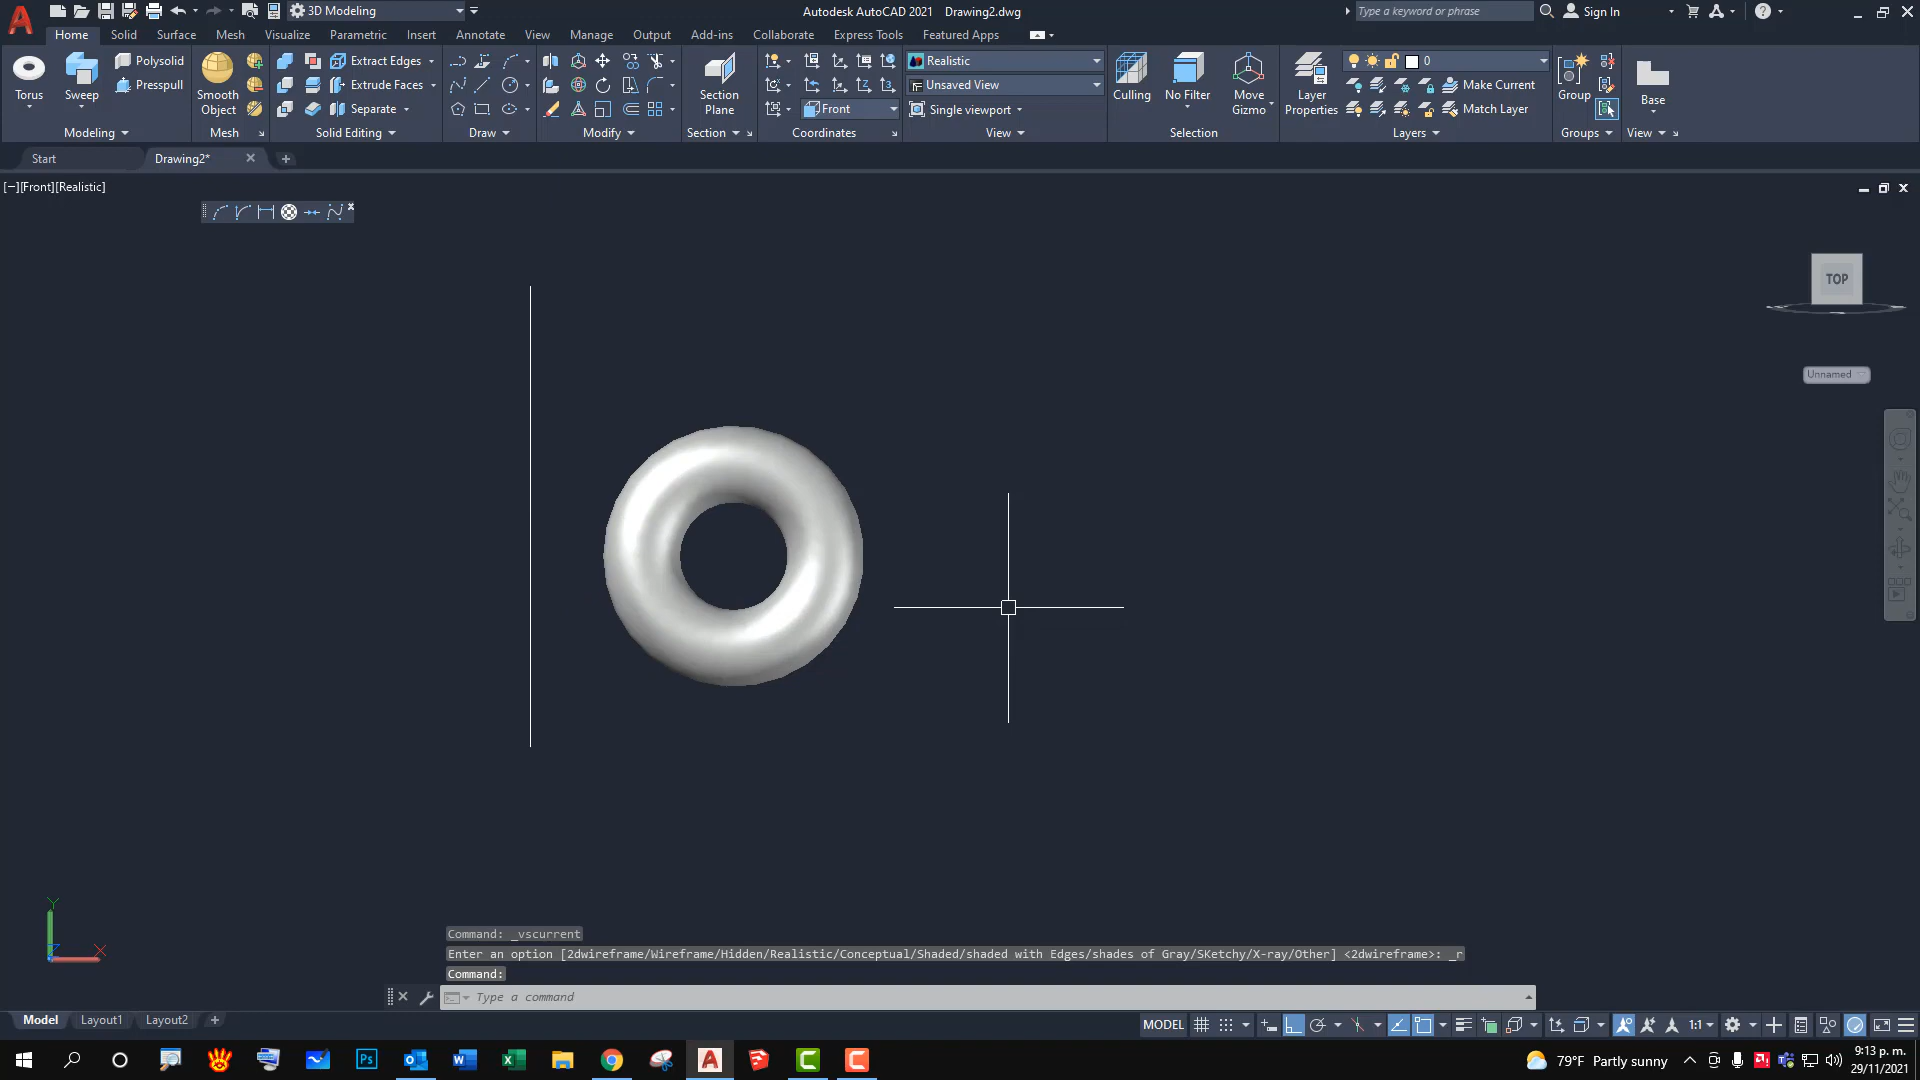 3D Modeling
Autodesk AutoCAD 2021 Drawing2.dwg
Type a keyword or phrase
Sign In
Home Solid Surface Mesh Visualize Parametric Insert Annotate View Manage Output Add-ins Collaborate Express Tools Featured Apps
Torus
Sweep
Polysolid
Presspull
Modeling
Smooth Object
Mesh
Extract Edges
Extrude Faces
Separate
Solid Editing
Draw
Modify
Section Plane
Section
Front
Coordinates
Realistic
Unsaved View
Single viewport
View
Culling
No Filter
Move Gizmo
Selection
Layer Properties
0
Make Current
Match Layer
Layers
Group
Groups
Base
View
Start
Drawing2*
[−][Front][Realistic]
TOP
Unnamed
Y
X
Command: _vscurrent
Enter an option [2dwireframe/Wireframe/Hidden/Realistic/Conceptual/Shaded/shaded with Edges/shades of Gray/SKetchy/X-ray/Other] <2dwireframe>: _r
Command:
Type a command
Model Layout1 Layout2
MODEL
1:1
79°F Partly sunny
9:13 p. m.
29/11/2021